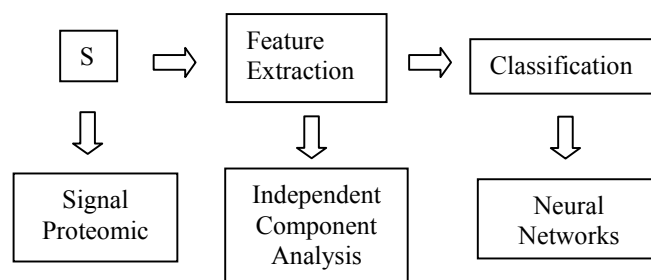 S
Feature
Extraction
Classification
Signal
Proteomic
Independent
Component
Analysis
Neural
Networks